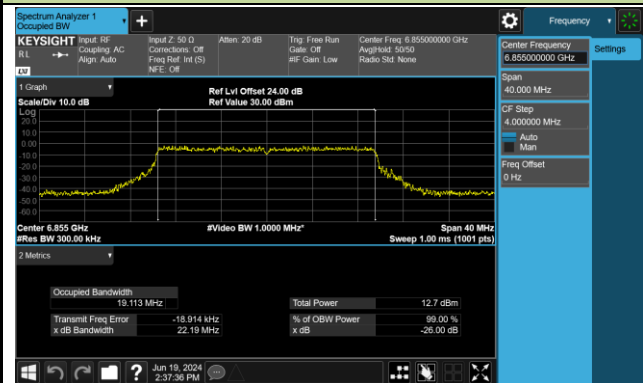 Spectrum Analyzer 1
Occupied BW
+
Frequency
KEYSIGHT
RL
LXI
Input: RF
Coupling: AC
Align: Auto
Input Z: 50 Ω
Corrections: Off
Freq Ref: Int (S)
NFE: Off
Atten: 20 dB
Trig: Free Run
Gate: Off
#IF Gain: Low
Center Freq: 6.855000000 GHz
Avg|Hold: 50/50
Radio Std: None
Center Frequency
6.855000000 GHz
Settings
Span
40.000 MHz
CF Step
4.000000 MHz
Auto
Man
Freq Offset
0 Hz
1 Graph
Scale/Div 10.0 dB
Ref Lvl Offset 24.00 dB
Ref Value 30.00 dBm
Log
20.0
10.0
0.00
-10.0
-20.0
-30.0
-40.0
-50.0
-60.0
Center 6.855 GHz
#Video BW 1.0000 MHz*
Span 40 MHz
#Res BW 300.00 kHz
Sweep 1.00 ms (1001 pts)
2 Metrics
Occupied Bandwidth
19.113 MHz
Total Power 12.7 dBm
Transmit Freq Error -18.914 kHz
% of OBW Power 99.00 %
x dB Bandwidth 22.19 MHz
x dB -26.00 dB
?
Jun 19, 2024
2:37:36 PM